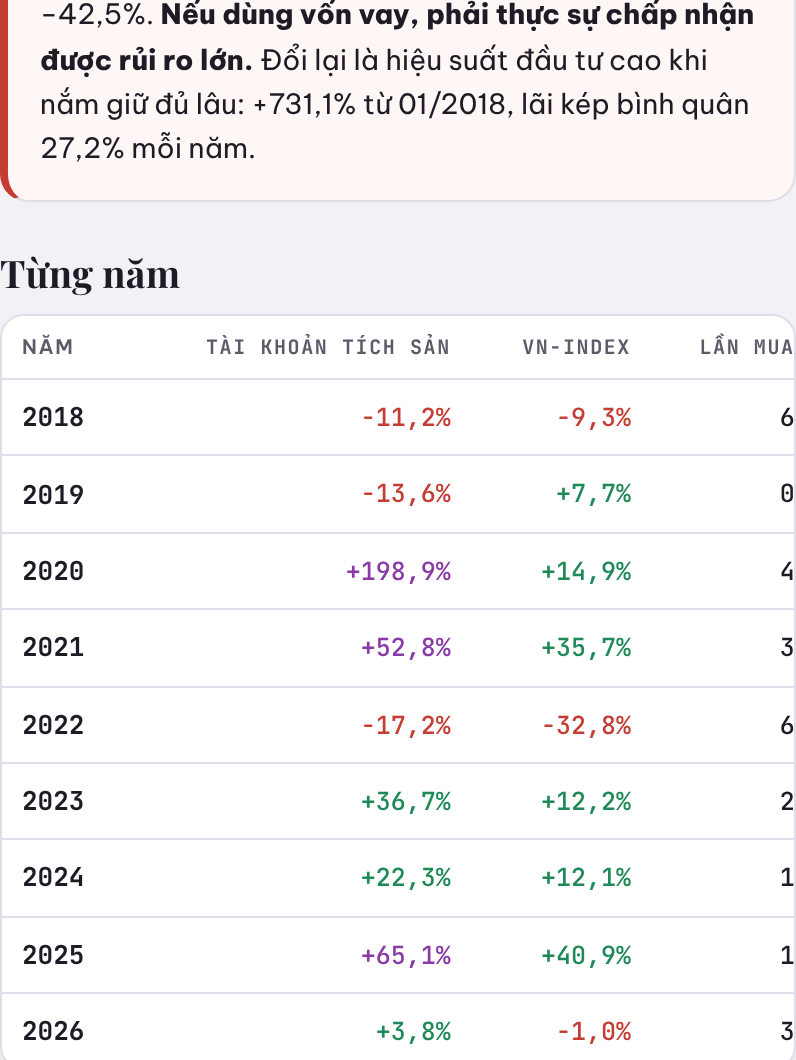 −42,5%. Nếu dùng vốn vay, phải thực sự chấp nhận
được rủi ro lớn. Đổi lại là hiệu suất đầu tư cao khi
nắm giữ đủ lâu: +731,1% từ 01/2018, lãi kép bình quân
27,2% mỗi năm.
Từng năm
NĂM TÀI KHOẢN TÍCH SẢN VN-INDEX LẦN MUA
2018 -11,2% -9,3% 6
2019 -13,6% +7,7% 0
2020 +198,9% +14,9% 4
2021 +52,8% +35,7% 3
2022 -17,2% -32,8% 6
2023 +36,7% +12,2% 2
2024 +22,3% +12,1% 1
2025 +65,1% +40,9% 1
2026 +3,8% -1,0% 3